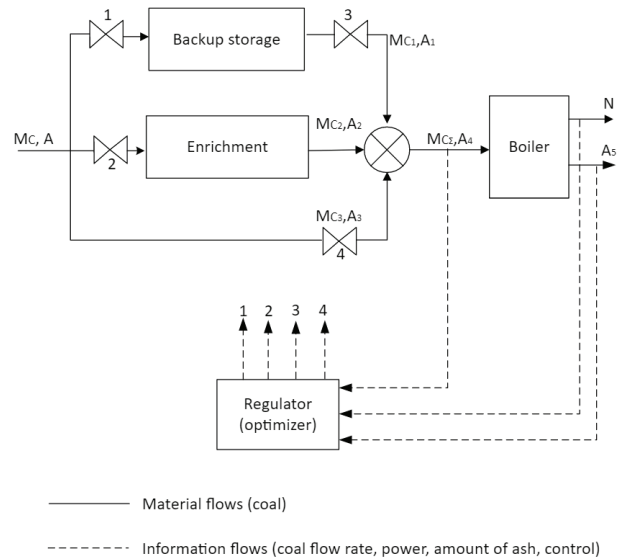 1
3
Backup storage
MC1,A1
MC2,A2
MC, A
Enrichment
2
MCΣ,A4
Boiler
N
A5
MC3,A3
4
1 2 3 4
Regulator
(optimizer)
Material flows (coal)
Information flows (coal flow rate, power, amount of ash, control)